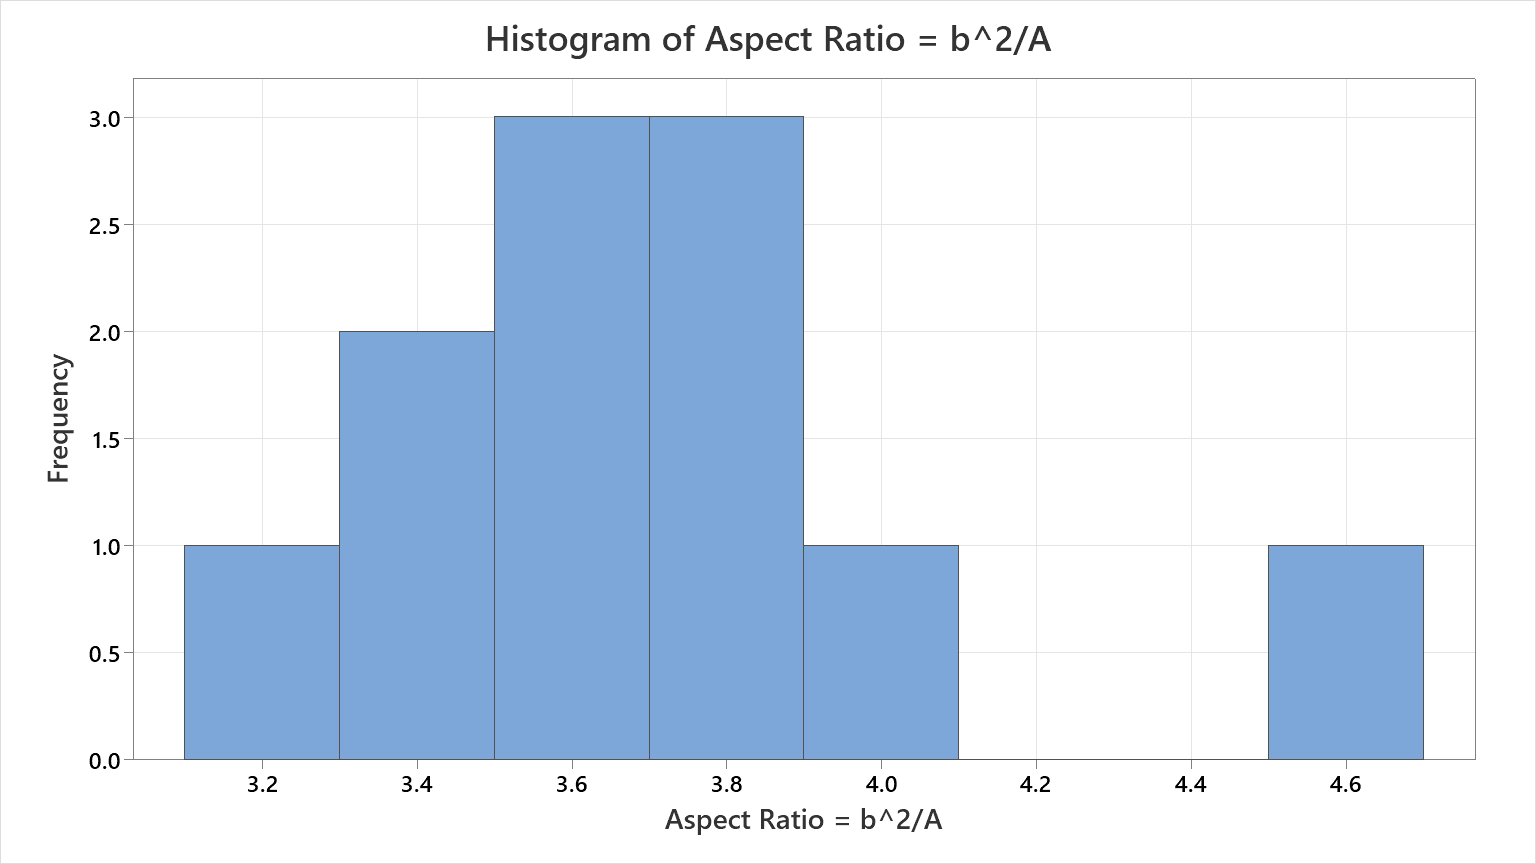 Histogram of Aspect Ratio = b^2/A
3.0
2.5
2.0
1.5
1.0
0.5
0.0
Frequency
3.2 3.4 3.6 3.8 4.0 4.2 4.4 4.6
Aspect Ratio = b^2/A